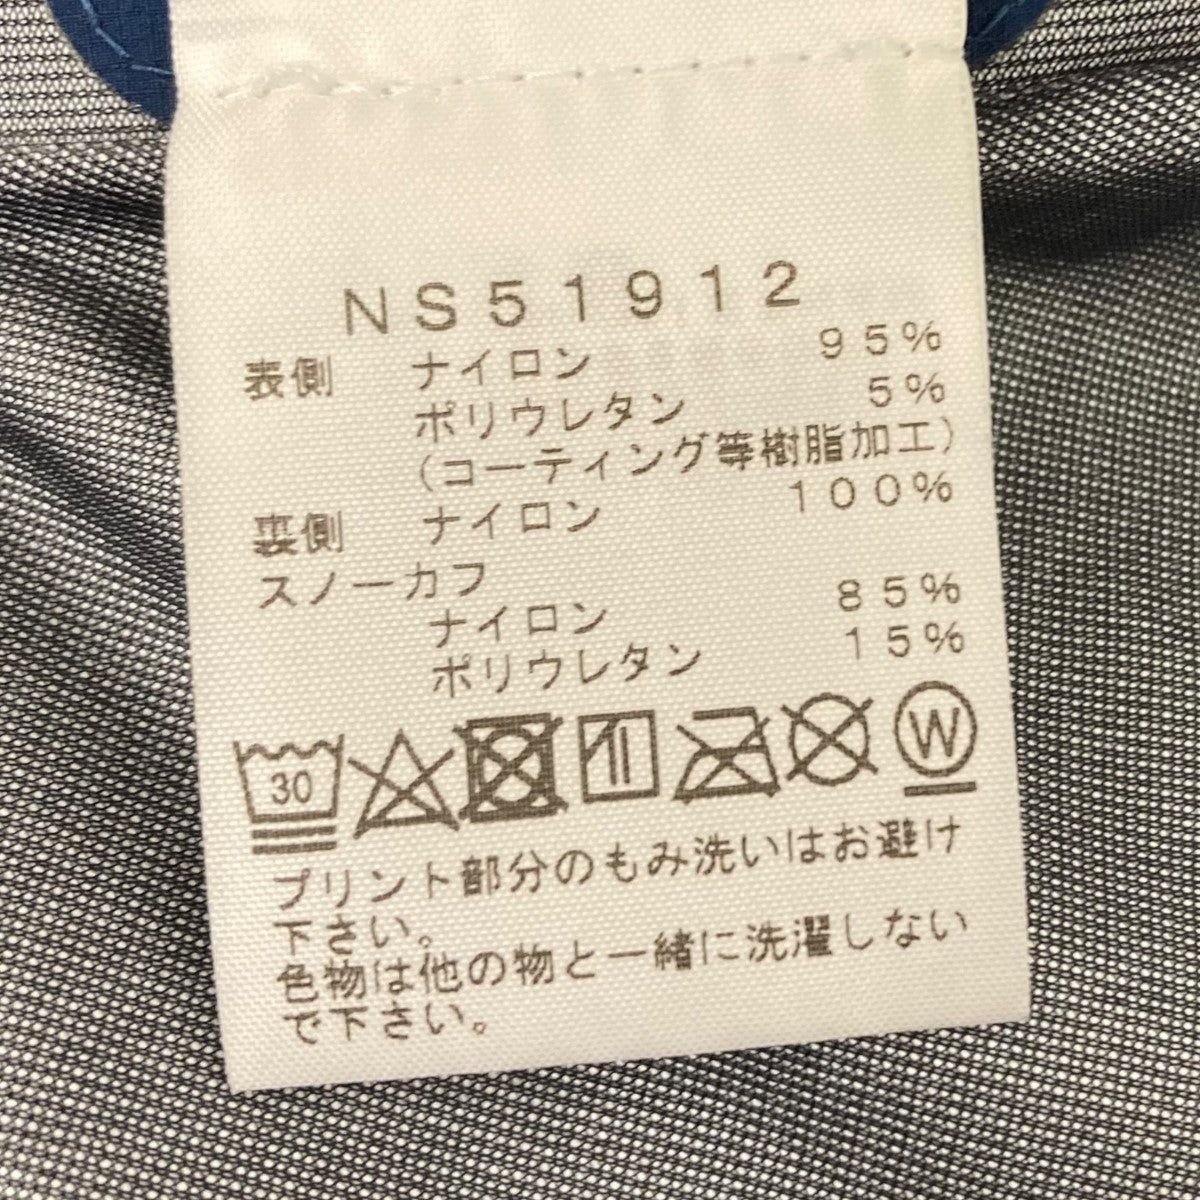 NS51912
表側 ナイロン 95%
ポリウレタン 5%
(コーティング等樹脂加工)
裏側 ナイロン 100%
スノーカフ
ナイロン 85%
ポリウレタン 15%
30 W
プリント部分のもみ洗いはお避け
下さい。
色物は他の物と一緒に洗濯しない
で下さい。